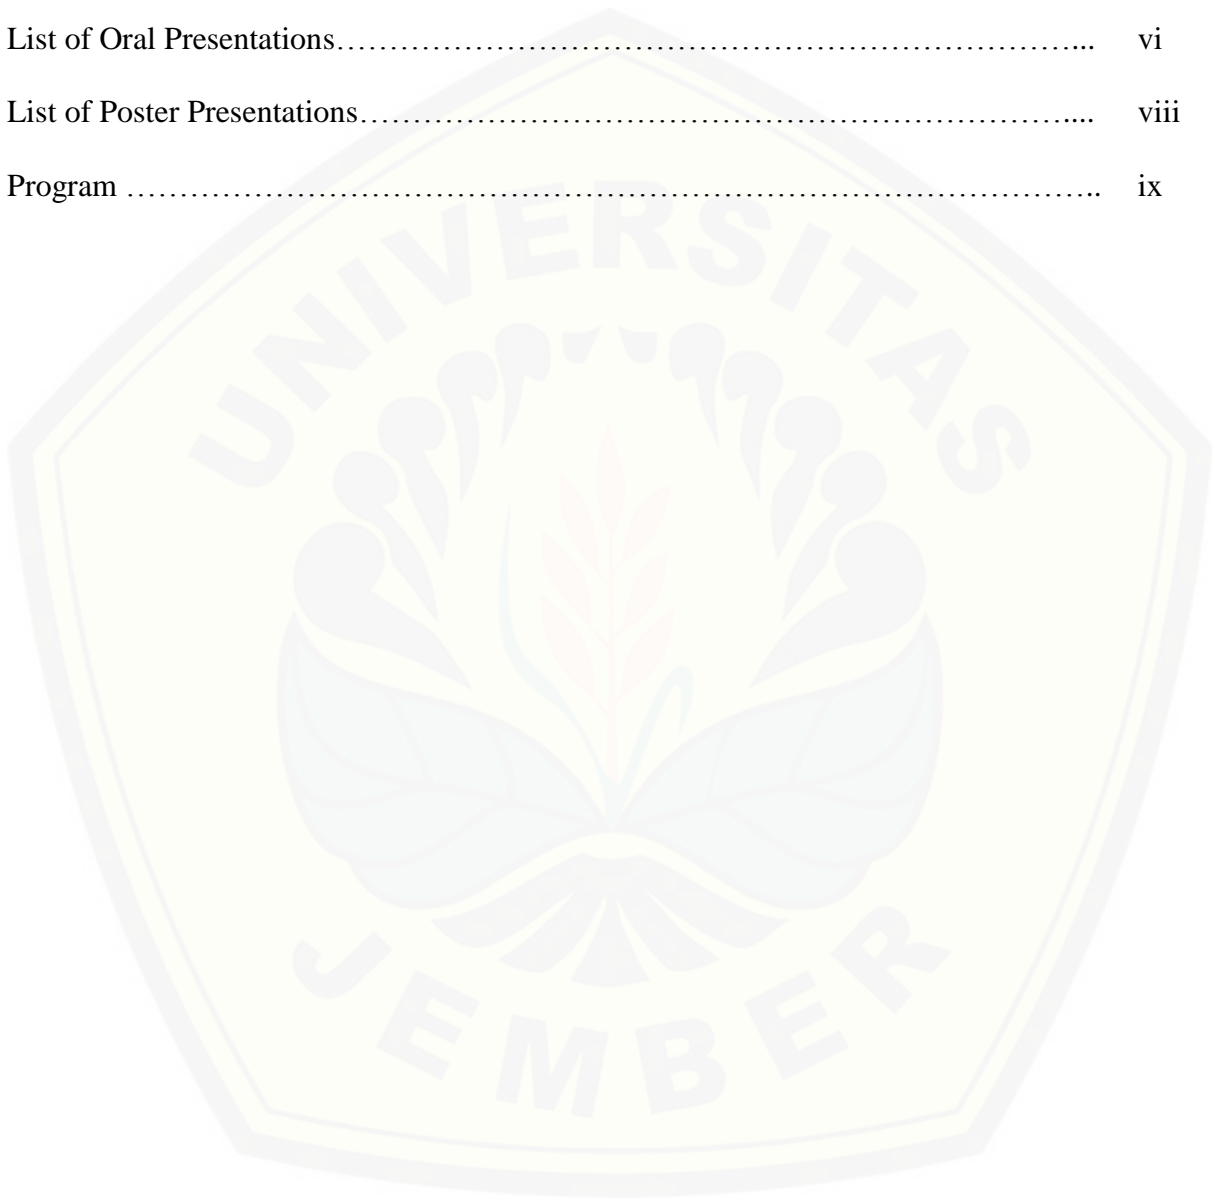 List of Oral Presentations……………………………………………………………... vi
List of Poster Presentations…………………………………………………………….... viii
Program ………………………………………………………………………………….. ix
UNIVERSITAS
JEMBER